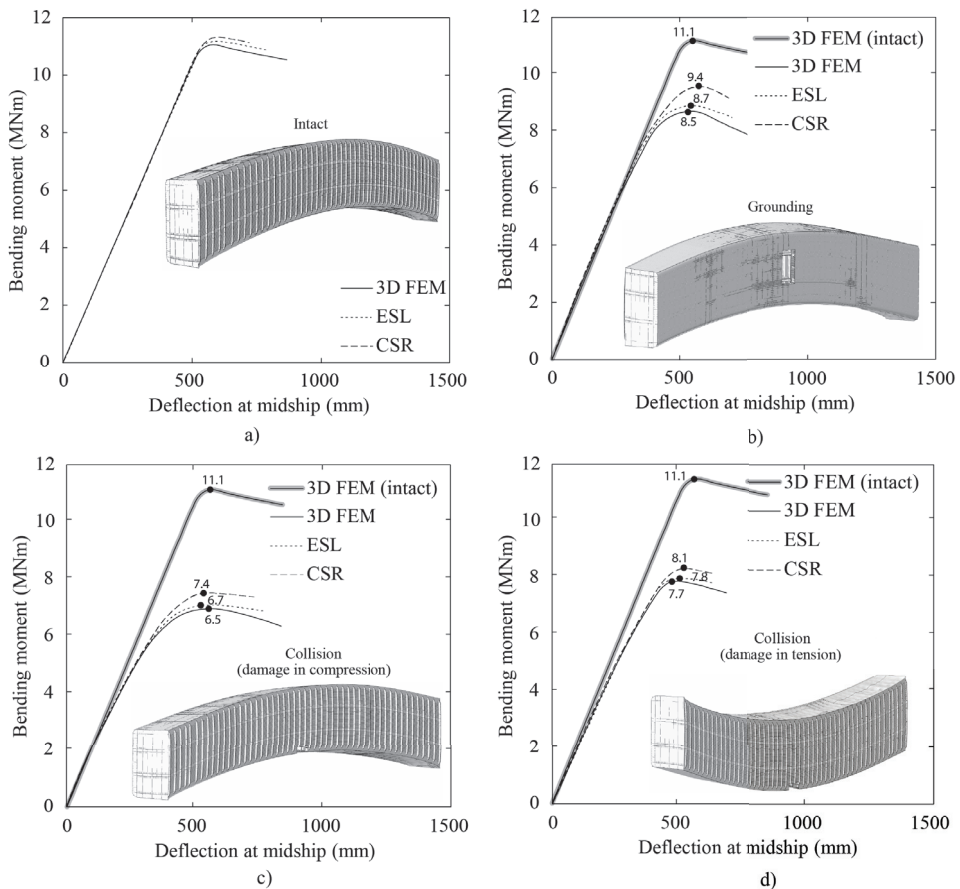 12
10
8
6
4
2
0
Bending moment (MNm)
Intact
3D FEM
ESL
CSR
0 500 1000 1500
Deflection at midship (mm)
a)
12
10
8
6
4
2
0
Bending moment (MNm)
11.1
9.4
8.7
8.5
3D FEM (intact)
3D FEM
ESL
CSR
Grounding
0 500 1000 1500
Deflection at midship (mm)
b)
12
10
8
6
4
2
0
Bending moment (MNm)
11.1
7.4
6.7
6.5
3D FEM (intact)
3D FEM
ESL
CSR
Collision
(damage in compression)
0 500 1000 1500
Deflection at midship (mm)
c)
12
10
8
6
4
2
0
Bending moment (MNm)
11.1
8.1
7.8
7.7
3D FEM (intact)
3D FEM
ESL
CSR
Collision
(damage in tension)
0 500 1000 1500
Deflection at midship (mm)
d)